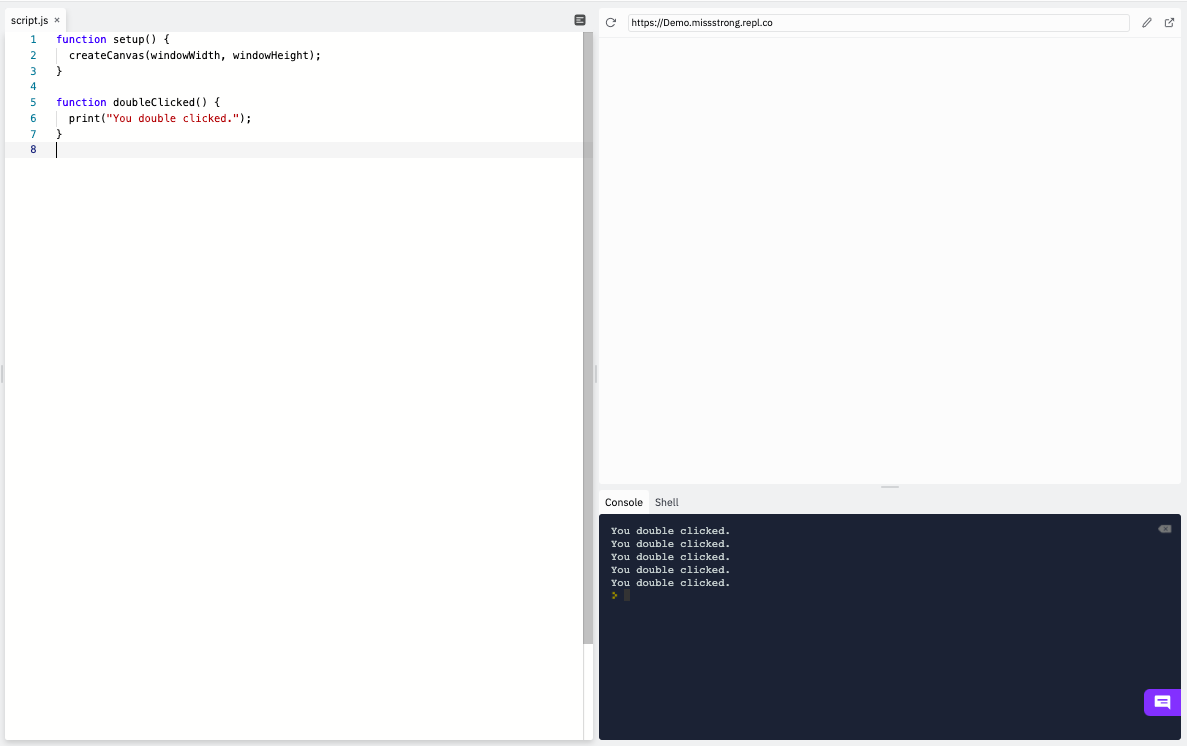 script.js ×
1 function setup() {
2   createCanvas(windowWidth, windowHeight);
3 }
4
5 function doubleClicked() {
6   print("You double clicked.");
7 }
8
https://Demo.missstrong.repl.co
Console Shell
You double clicked.
You double clicked.
You double clicked.
You double clicked.
You double clicked.